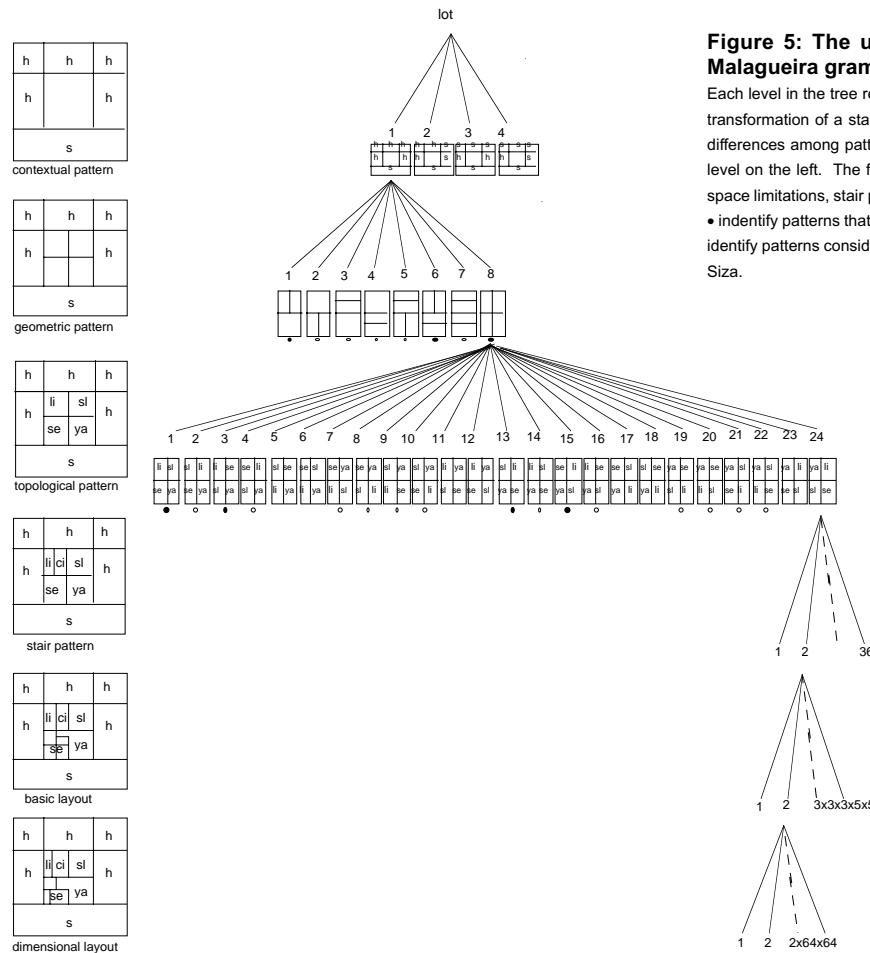 lot
Figure 5: The u
Malagueira gram
Each level in the tree re
transformation of a sta
differences among patt
level on the left. The f
space limitations, stair p
• indentify patterns that
identify patterns consid
Siza.
h h h
h h
s
contextual pattern
1 2 3 4
h h h h h s s s s s s s
h h h s h h h s
s s s s
h h h
h h
s
geometric pattern
1 2 3 4 5 6 7 8
h h h
li sl
h h
se ya
s
topological pattern
1 2 3 4 5 6 7 8 9 10 11 12 13 14 15 16 17 18 19 20 21 22 23 24
h h h
li ci sl
h h
se ya
s
stair pattern
1 2 36
h h h
li ci sl
h h
se ya
s
basic layout
1 2 3x3x3x5x5
h h h
li ci sl
h h
se ya
s
dimensional layout
1 2 2x64x64